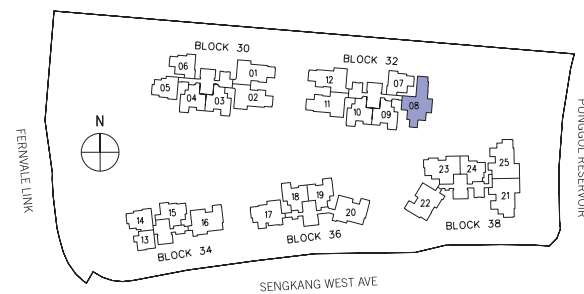 BLOCK 30
06
01
05
04
03
02
BLOCK 32
12
07
11
10
09
08
N
FERNVALE LINK
PUNGGOL RESERVOIR
14
15
16
13
BLOCK 34
18
19
17
20
BLOCK 36
23
24
25
22
21
BLOCK 38
SENGKANG WEST AVE